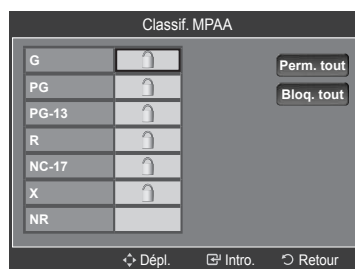 Classif. MPAA
G
Perm. tout
PG
Bloq. tout
PG-13
R
NC-17
X
NR
Dépl. Intro. Retour